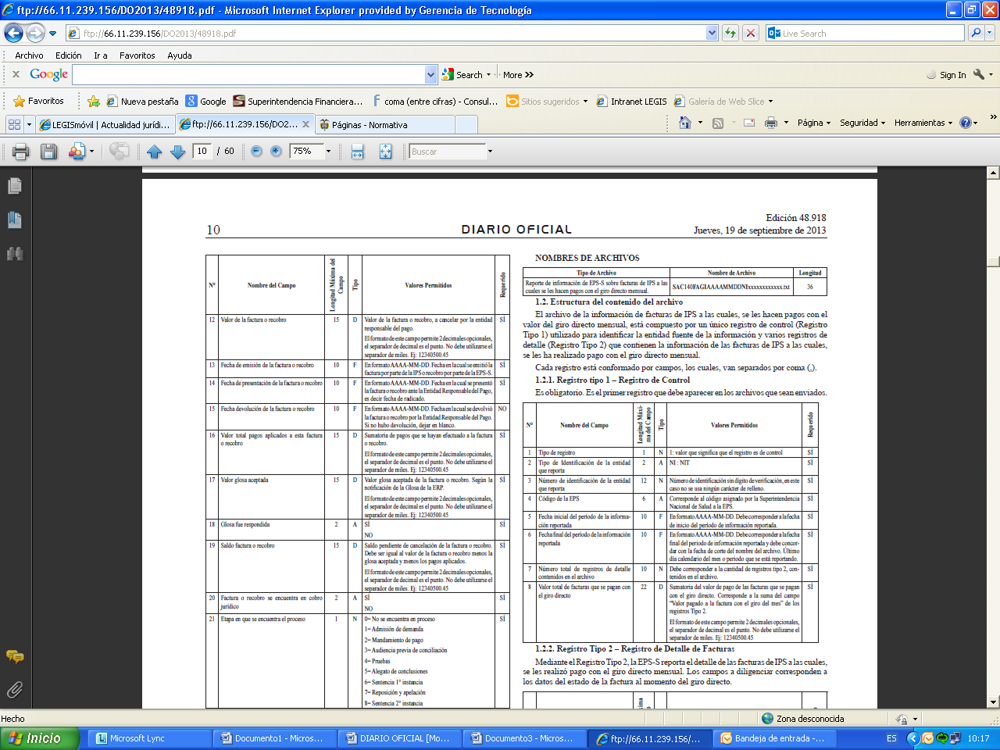 ftp://66.11.239.156/DO2013/48918.pdf - Microsoft Internet Explorer provided by Gerencia de Tecnología
ftp://66.11.239.156/DO2013/48918.pdf
Live Search
Archivo Edición Ir a Favoritos Ayuda
x Google Search More »
Sign In
Favoritos Nueva pestaña Google Superintendencia Financiera... coma (entre cifras) - Consul... Sitios sugeridos Intranet LEGIS Galería de Web Slice
LEGISmóvil | Actualidad jurídi... ftp://66.11.239.156/DO2... Páginas - Normativa
Página Seguridad Herramientas
10 / 60 75% Buscar
10
DIARIO OFICIAL
Edición 48.918
Jueves, 19 de septiembre de 2013
N° Nombre del Campo Longitud Máxima del Campo Tipo Valores Permitidos Requerido
12 Valor de la factura o recobro 15 D Valor de la factura o recobro, a cancelar por la entidad SÍ
responsable del pago.
El formato de este campo permite 2 decimales opcionales,
el separador de decimal es el punto. No debe utilizarse el
separador de miles. Ej: 12340500.45
13 Fecha de emisión de la factura o recobro 10 F En formato AAAA-MM-DD. Fecha en la cual se emitió la SÍ
factura por parte de la IPS o recobro por parte de la EPS-S.
14 Fecha de presentación de la factura o recobro 10 F En formato AAAA-MM-DD. Fecha en la cual se presentó SÍ
la factura o recobro ante la Entidad Responsable del Pago,
es decir fecha de radicado.
15 Fecha devolución de la factura o recobro 10 F En formato AAAA-MM-DD. Fecha en la cual se devolvió NO
la factura o recobro por la Entidad Responsable del Pago.
Si no hubo devolución, dejar en blanco.
16 Valor total pagos aplicados a esta factura 15 D Sumatoria de pagos que se hayan efectuado a la factura SÍ
o recobro o recobro.
El formato de este campo permite 2 decimales opcionales,
el separador de decimal es el punto. No debe utilizarse el
separador de miles. Ej: 12340500.45
17 Valor glosa aceptada 15 D Valor glosa aceptada de la factura o recobro. Según la SÍ
notificación de la Glosa de la ERP.
El formato de este campo permite 2 decimales opcionales,
el separador de decimal es el punto. No debe utilizarse el
separador de miles. Ej: 12340500.45
18 Glosa fue respondida 2 A SÍ SÍ
NO
19 Saldo factura o recobro 15 D Saldo pendiente de cancelación de la factura o recobro. SÍ
Debe ser igual al valor de la factura o recobro menos la
glosa aceptada y menos los pagos aplicados.
El formato de este campo permite 2 decimales opcionales,
el separador de decimal es el punto. No debe utilizarse el
separador de miles. Ej: 12340500.45
20 Factura o recobro se encuentra en cobro 2 A SÍ SÍ
jurídico NO
21 Etapa en que se encuentra el proceso 1 N 0= No se encuentra en proceso SÍ
1= Admisión de demanda
2= Mandamiento de pago
3= Audiencia previa de conciliación
4= Pruebas
5= Alegato de conclusiones
6= Sentencia 1° instancia
7= Reposición y apelación
8= Sentencia 2° instancia
NOMBRES DE ARCHIVOS
Tipo de Archivo Nombre de Archivo Longitud
Reporte de información de EPS-S sobre facturas de IPS a las SAC140FAGIAAAAMMDDNIxxxxxxxxxxxx.txt 36
cuales se les hacen pagos con el giro directo mensual.
1.2. Estructura del contenido del archivo
El archivo de la información de facturas de IPS a las cuales, se les hacen pagos con el
valor del giro directo mensual, está compuesto por un único registro de control (Registro
Tipo 1) utilizado para identificar la entidad fuente de la información y varios registros de
detalle (Registro Tipo 2) que contienen la información de las facturas de IPS a las cuales,
se les ha realizado pago con el giro directo mensual.
Cada registro está conformado por campos, los cuales, van separados por coma (,).
1.2.1. Registro tipo 1 – Registro de Control
Es obligatorio. Es el primer registro que debe aparecer en los archivos que sean enviados.
N° Nombre del Campo Longitud Máxima del Campo Tipo Valores Permitidos Requerido
1 Tipo de registro 1 N 1: valor que significa que el registro es de control SÍ
2 Tipo de Identificación de la entidad 2 A NI : NIT SÍ
que reporta
3 Número de identificación de la entidad 12 N Número de identificación sin dígito de verificación, en este SÍ
que reporta caso no se usa ningún carácter de relleno.
4 Código de la EPS 6 A Corresponde al código asignado por la Superintendencia SÍ
Nacional de Salud a la EPS.
5 Fecha inicial del período de la informa- 10 F En formato AAAA-MM-DD. Debe corresponder a la fecha SÍ
ción reportada de inicio del período de información reportada.
6 Fecha final del período de la información 10 F En formato AAAA-MM-DD. Debe corresponder a la fecha SÍ
reportada final del período de información reportada y debe concor-
dar con la fecha de corte del nombre del archivo. Último
día calendario del mes o periodo que se está reportando.
7 Número total de registros de detalle 10 N Debe corresponder a la cantidad de registros tipo 2, con- SÍ
contenidos en el archivo tenidos en el archivo.
8 Valor total de facturas que se pagan con 22 D Sumatoria del valor de pago de las facturas que se pagan SÍ
el giro directo con el giro directo. Corresponde a la suma del campo
“Valor pagado a la factura con el giro del mes” de los
registros Tipo 2.
El formato de este campo permite 2 decimales opcionales,
el separador de decimal es el punto. No debe utilizarse el
separador de miles. Ej: 12340500.45
1.2.2. Registro Tipo 2 – Registro de Detalle de Facturas
Mediante el Registro Tipo 2, la EPS-S reporta el detalle de las facturas de IPS a las cuales,
se les realizó pago con el giro directo mensual. Los campos a diligenciar corresponden a
los datos del estado de la factura al momento del giro directo.
Hecho Zona desconocida
Inicio Microsoft Lync Documento1 - Micros... DIARIO OFICIAL [Mo... Documento3 - Micros... ftp://66.11.239.156/... Bandeja de entrada -... ES 10:17